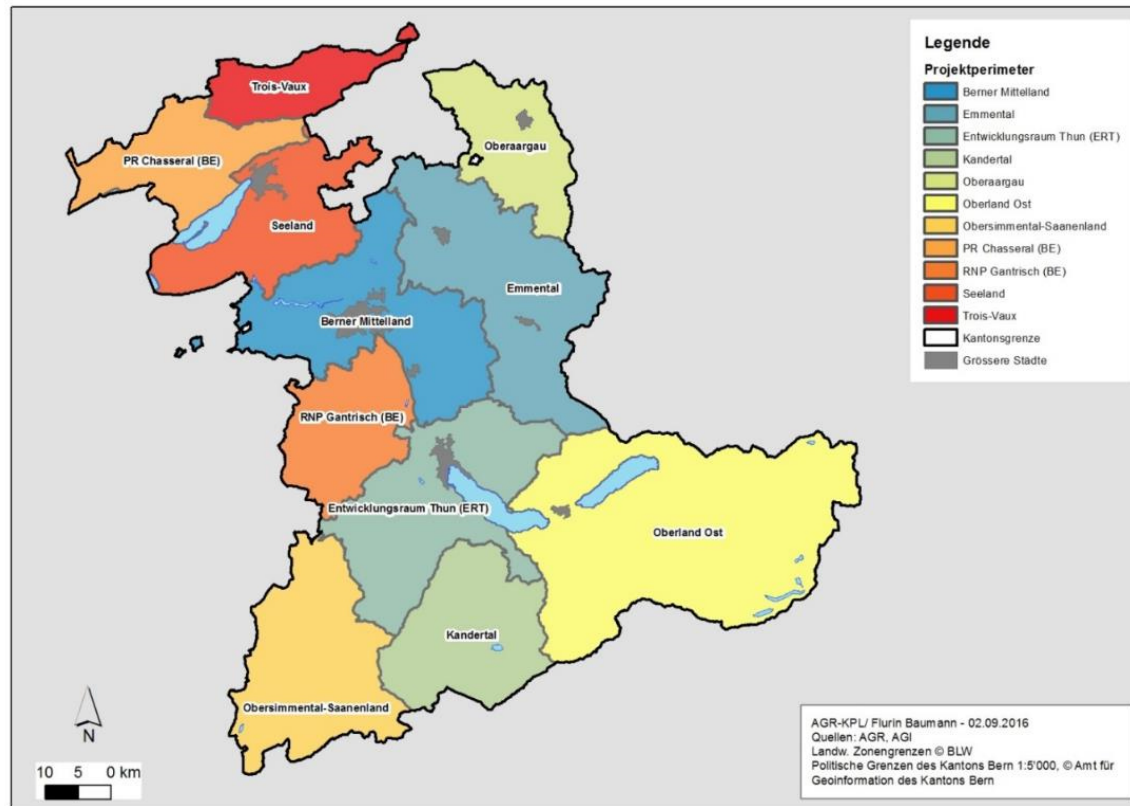 Trois-Vaux
Oberaargau
PR Chasseral (BE)
Seeland
Emmental
Berner Mittelland
RNP Gantrisch (BE)
Entwicklungsraum Thun (ERT)
Oberland Ost
Kandertal
Obersimmental-Saanenland
N
10 5 0 km
Legende
Projektperimeter
Berner Mittelland
Emmental
Entwicklungsraum Thun (ERT)
Kandertal
Oberaargau
Oberland Ost
Obersimmental-Saanenland
PR Chasseral (BE)
RNP Gantrisch (BE)
Seeland
Trois-Vaux
Kantonsgrenze
Grössere Städte
AGR-KPL/ Flurin Baumann - 02.09.2016
Quellen: AGR, AGI
Landw. Zonengrenzen © BLW
Politische Grenzen des Kantons Bern 1:5'000, © Amt für
Geoinformation des Kantons Bern